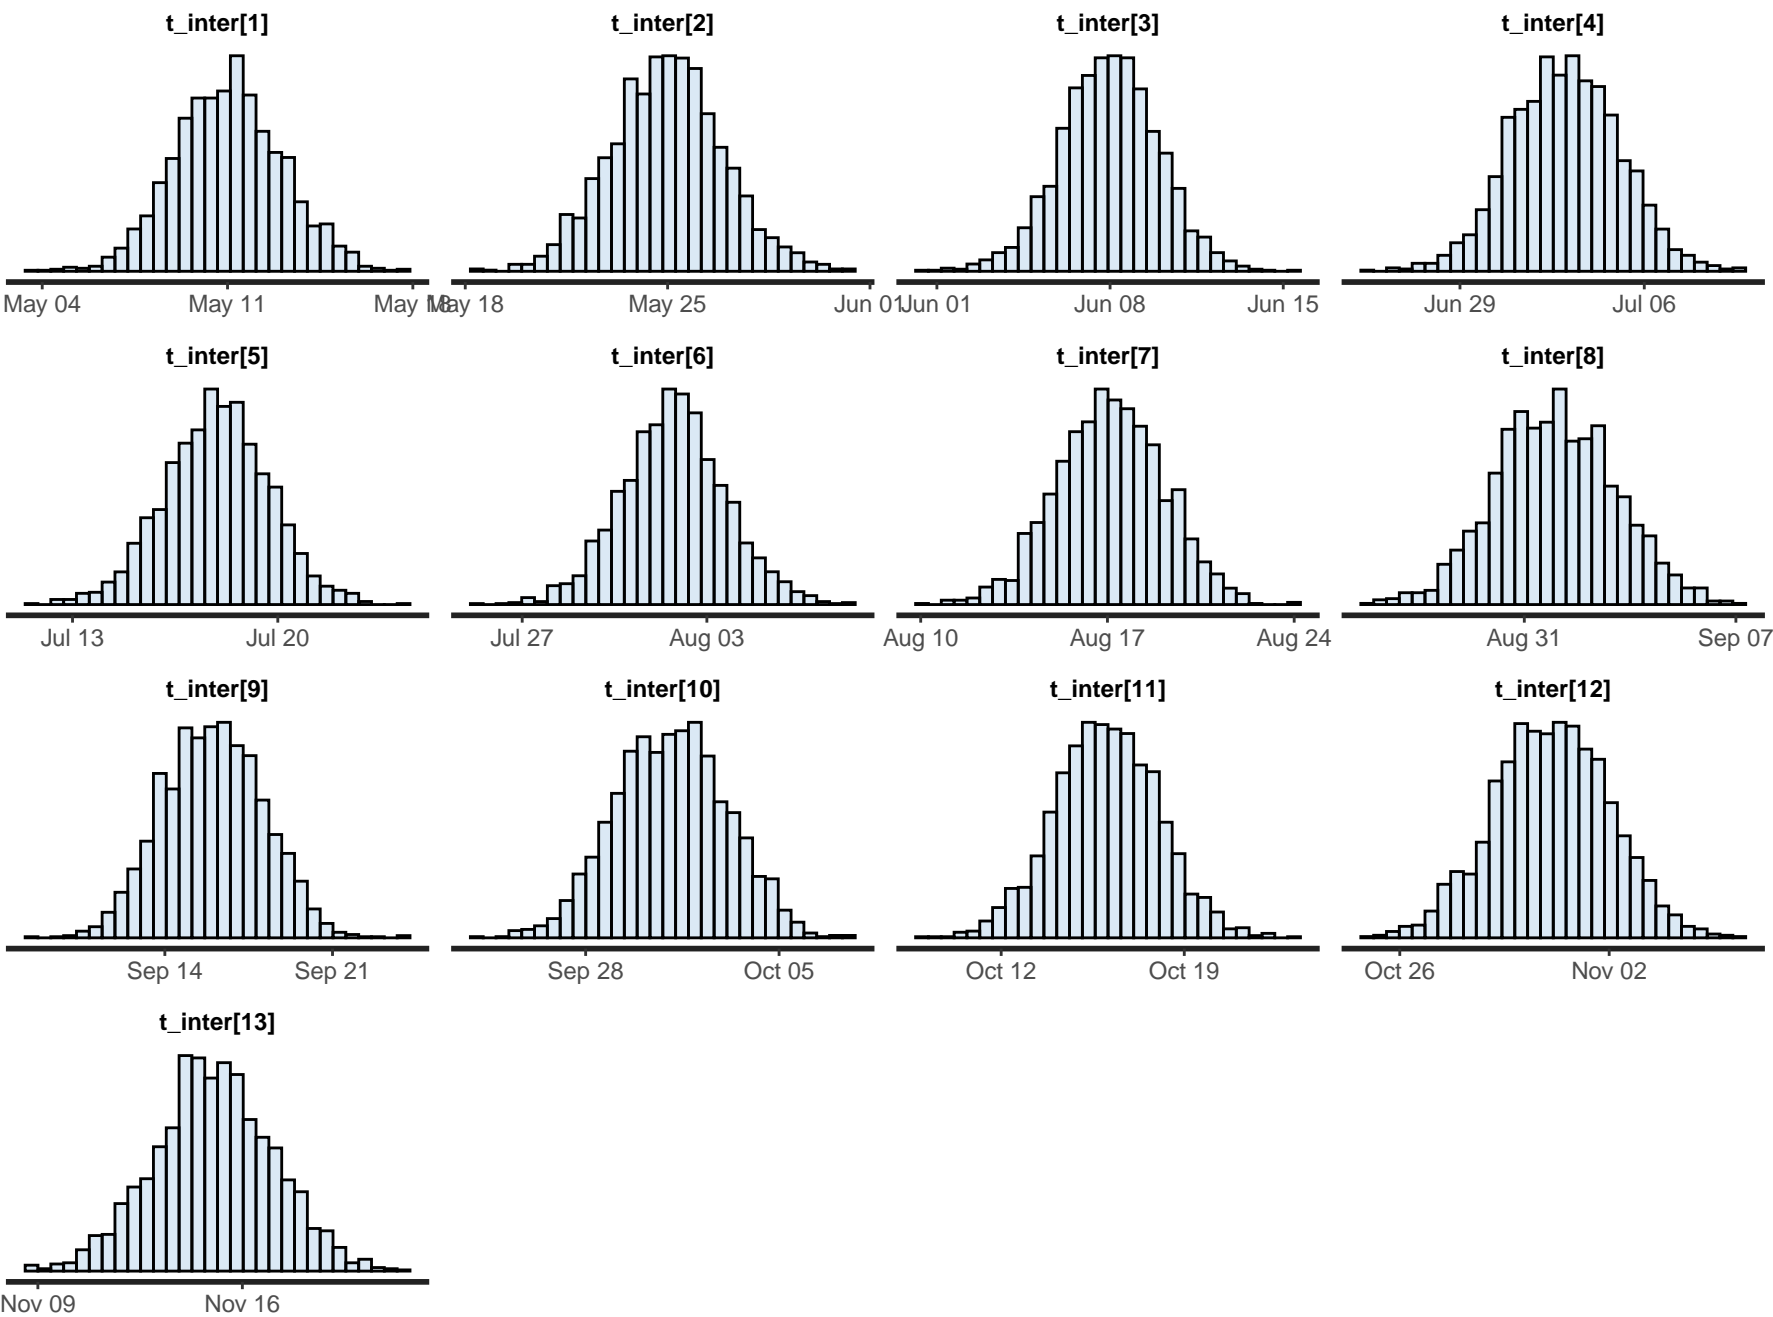 t_inter[1] t_inter[2] t_inter[3] t_inter[4]
May 04 May 11 May 18 May 18 May 25 Jun 01 Jun 01 Jun 08 Jun 15 Jun 29 Jul 06
t_inter[5] t_inter[6] t_inter[7] t_inter[8]
Jul 13 Jul 20 Jul 27 Aug 03 Aug 10 Aug 17 Aug 24 Aug 31 Sep 07
t_inter[9] t_inter[10] t_inter[11] t_inter[12]
Sep 14 Sep 21 Sep 28 Oct 05 Oct 12 Oct 19 Oct 26 Nov 02
t_inter[13]
Nov 09 Nov 16